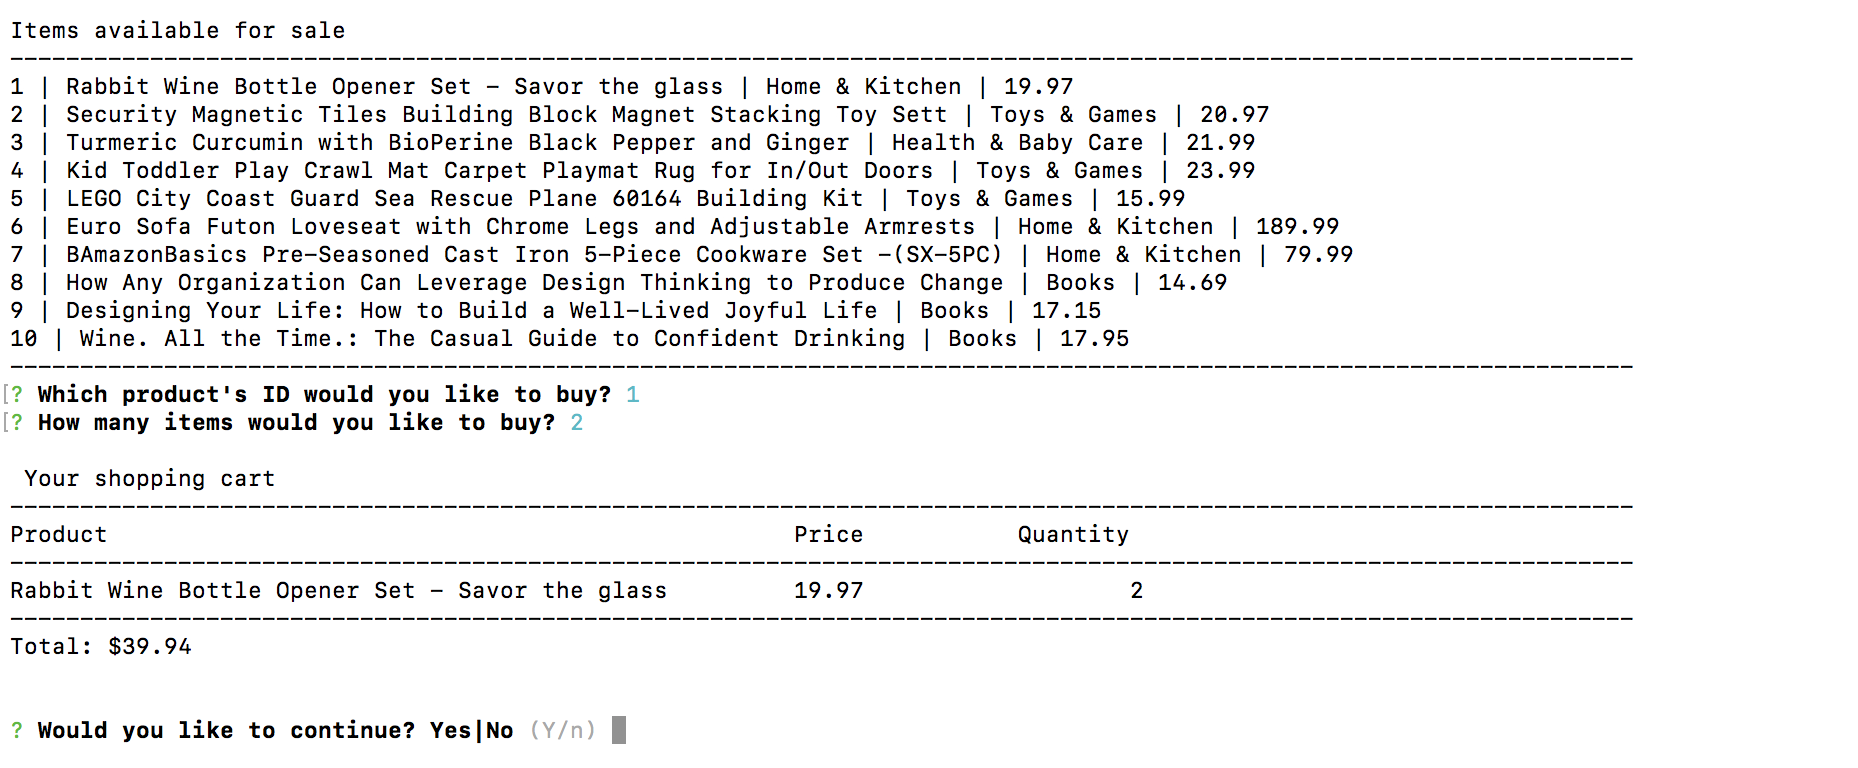 Items available for sale
--------------------------------------------------------------------------------------------------------------------
1 | Rabbit Wine Bottle Opener Set - Savor the glass | Home & Kitchen | 19.97
2 | Security Magnetic Tiles Building Block Magnet Stacking Toy Sett | Toys & Games | 20.97
3 | Turmeric Curcumin with BioPerine Black Pepper and Ginger | Health & Baby Care | 21.99
4 | Kid Toddler Play Crawl Mat Carpet Playmat Rug for In/Out Doors | Toys & Games | 23.99
5 | LEGO City Coast Guard Sea Rescue Plane 60164 Building Kit | Toys & Games | 15.99
6 | Euro Sofa Futon Loveseat with Chrome Legs and Adjustable Armrests | Home & Kitchen | 189.99
7 | BAmazonBasics Pre-Seasoned Cast Iron 5-Piece Cookware Set -(SX-5PC) | Home & Kitchen | 79.99
8 | How Any Organization Can Leverage Design Thinking to Produce Change | Books | 14.69
9 | Designing Your Life: How to Build a Well-Lived Joyful Life | Books | 17.15
10 | Wine. All the Time.: The Casual Guide to Confident Drinking | Books | 17.95
--------------------------------------------------------------------------------------------------------------------
[? Which product's ID would you like to buy? 1
[? How many items would you like to buy? 2
Your shopping cart
--------------------------------------------------------------------------------------------------------------------
Product Price Quantity
--------------------------------------------------------------------------------------------------------------------
Rabbit Wine Bottle Opener Set - Savor the glass 19.97 2
--------------------------------------------------------------------------------------------------------------------
Total: $39.94
? Would you like to continue? Yes|No (Y/n)